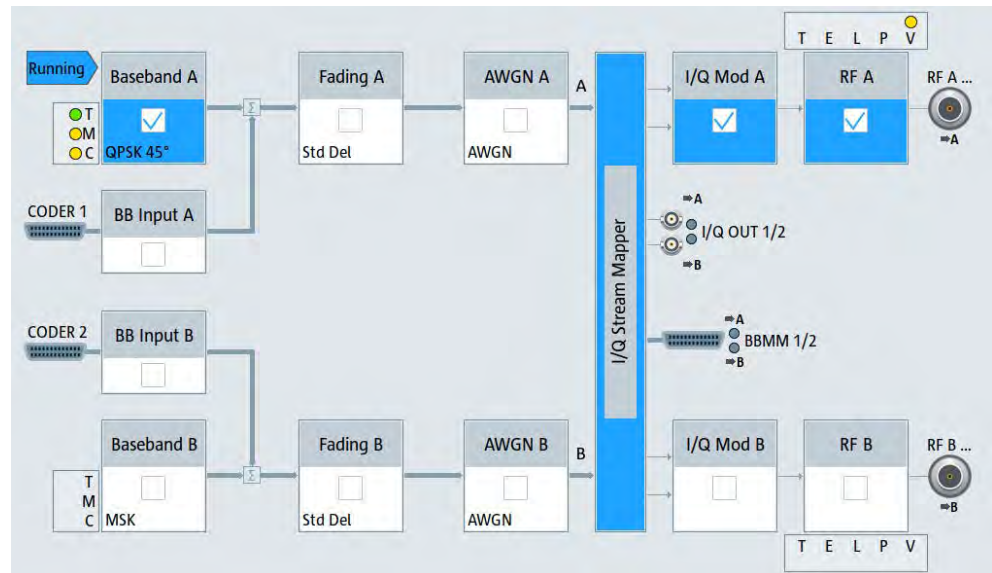 T E L P V
Running
Baseband A
Fading A
AWGN A
A
I/Q Mod A
RF A
RF A ...
T
M
C
QPSK 45°
Σ
Std Del
AWGN
A
CODER 1
BB Input A
A
I/Q OUT 1/2
B
I/Q Stream Mapper
CODER 2
BB Input B
A
BBMM 1/2
B
Baseband B
Fading B
AWGN B
B
I/Q Mod B
RF B
RF B ...
T
M
C
MSK
Σ
Std Del
AWGN
B
T E L P V